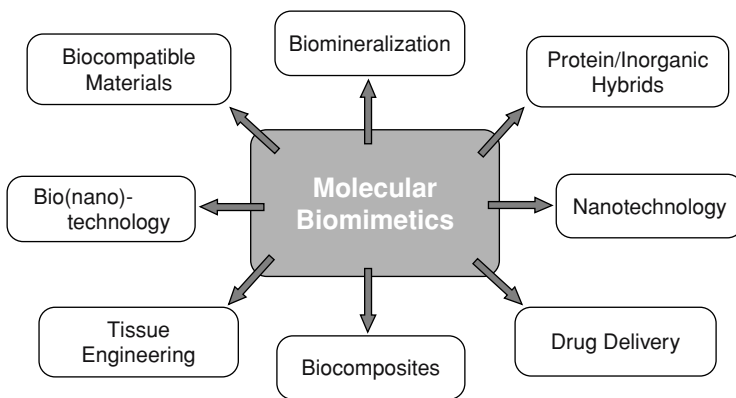 Biomineralization
Biocompatible
Materials
Protein/Inorganic
Hybrids
Molecular
Biomimetics
Bio(nano)-
technology
Nanotechnology
Tissue
Engineering
Biocomposites
Drug Delivery